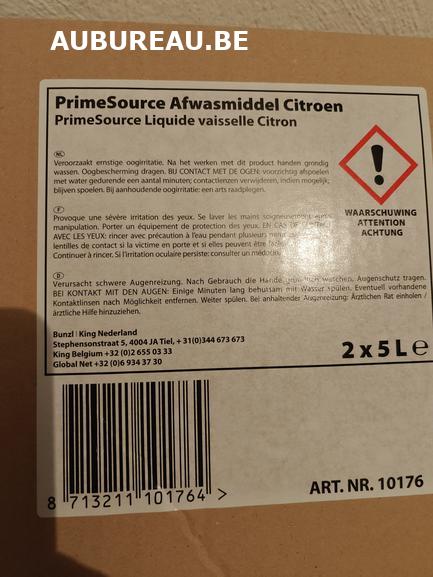 AUBUREAU.BE
PrimeSource Afwasmiddel Citroen
PrimeSource Liquide vaisselle Citron
NL
Veroorzaakt ernstige oogirritatie. Na het werken met dit product handen grondig
wassen. Oogbescherming dragen. BIJ CONTACT MET DE OGEN: voorzichtig afspoelen
met water gedurende een aantal minuten; contactlenzen verwijderen, indien mogelijk;
blijven spoelen. Bij aanhoudende oogirritatie: een arts raadplegen.
F
Provoque une sévère irritation des yeux. Se laver les mains soigneusement après
manipulation. Porter un équipement de protection des yeux. EN CAS DE CONTACT
AVEC LES YEUX: rincer avec précaution à l'eau pendant plusieurs
lentilles de contact si la victime en porte et si elles peuvent être
Continuer à rincer. Si l'irritation oculaire persiste: consulter un médecin.
D
Verursacht schwere Augenreizung. Nach Gebrauch die Hände gründlich waschen. Augenschutz tragen.
BEI KONTAKT MIT DEN AUGEN: Einige Minuten lang behutsam mit Wasser spülen. Eventuell vorhandene
Kontaktlinsen nach Möglichkeit entfernen. Weiter spülen. Bei anhaltender Augenreizung: Ärztlichen Rat einholen /
ärztliche Hilfe hinzuziehen.
WAARSCHUWING
ATTENTION
ACHTUNG
Bunzl | King Nederland
Stephensonstraat 5, 4004 JA Tiel, + 31(0)344 673 673
King Belgium +32 (0)2 655 03 33
Global Net +32 (0)6 934 37 30
2 x 5 L e
8 713211 101764 >
ART. NR. 10176